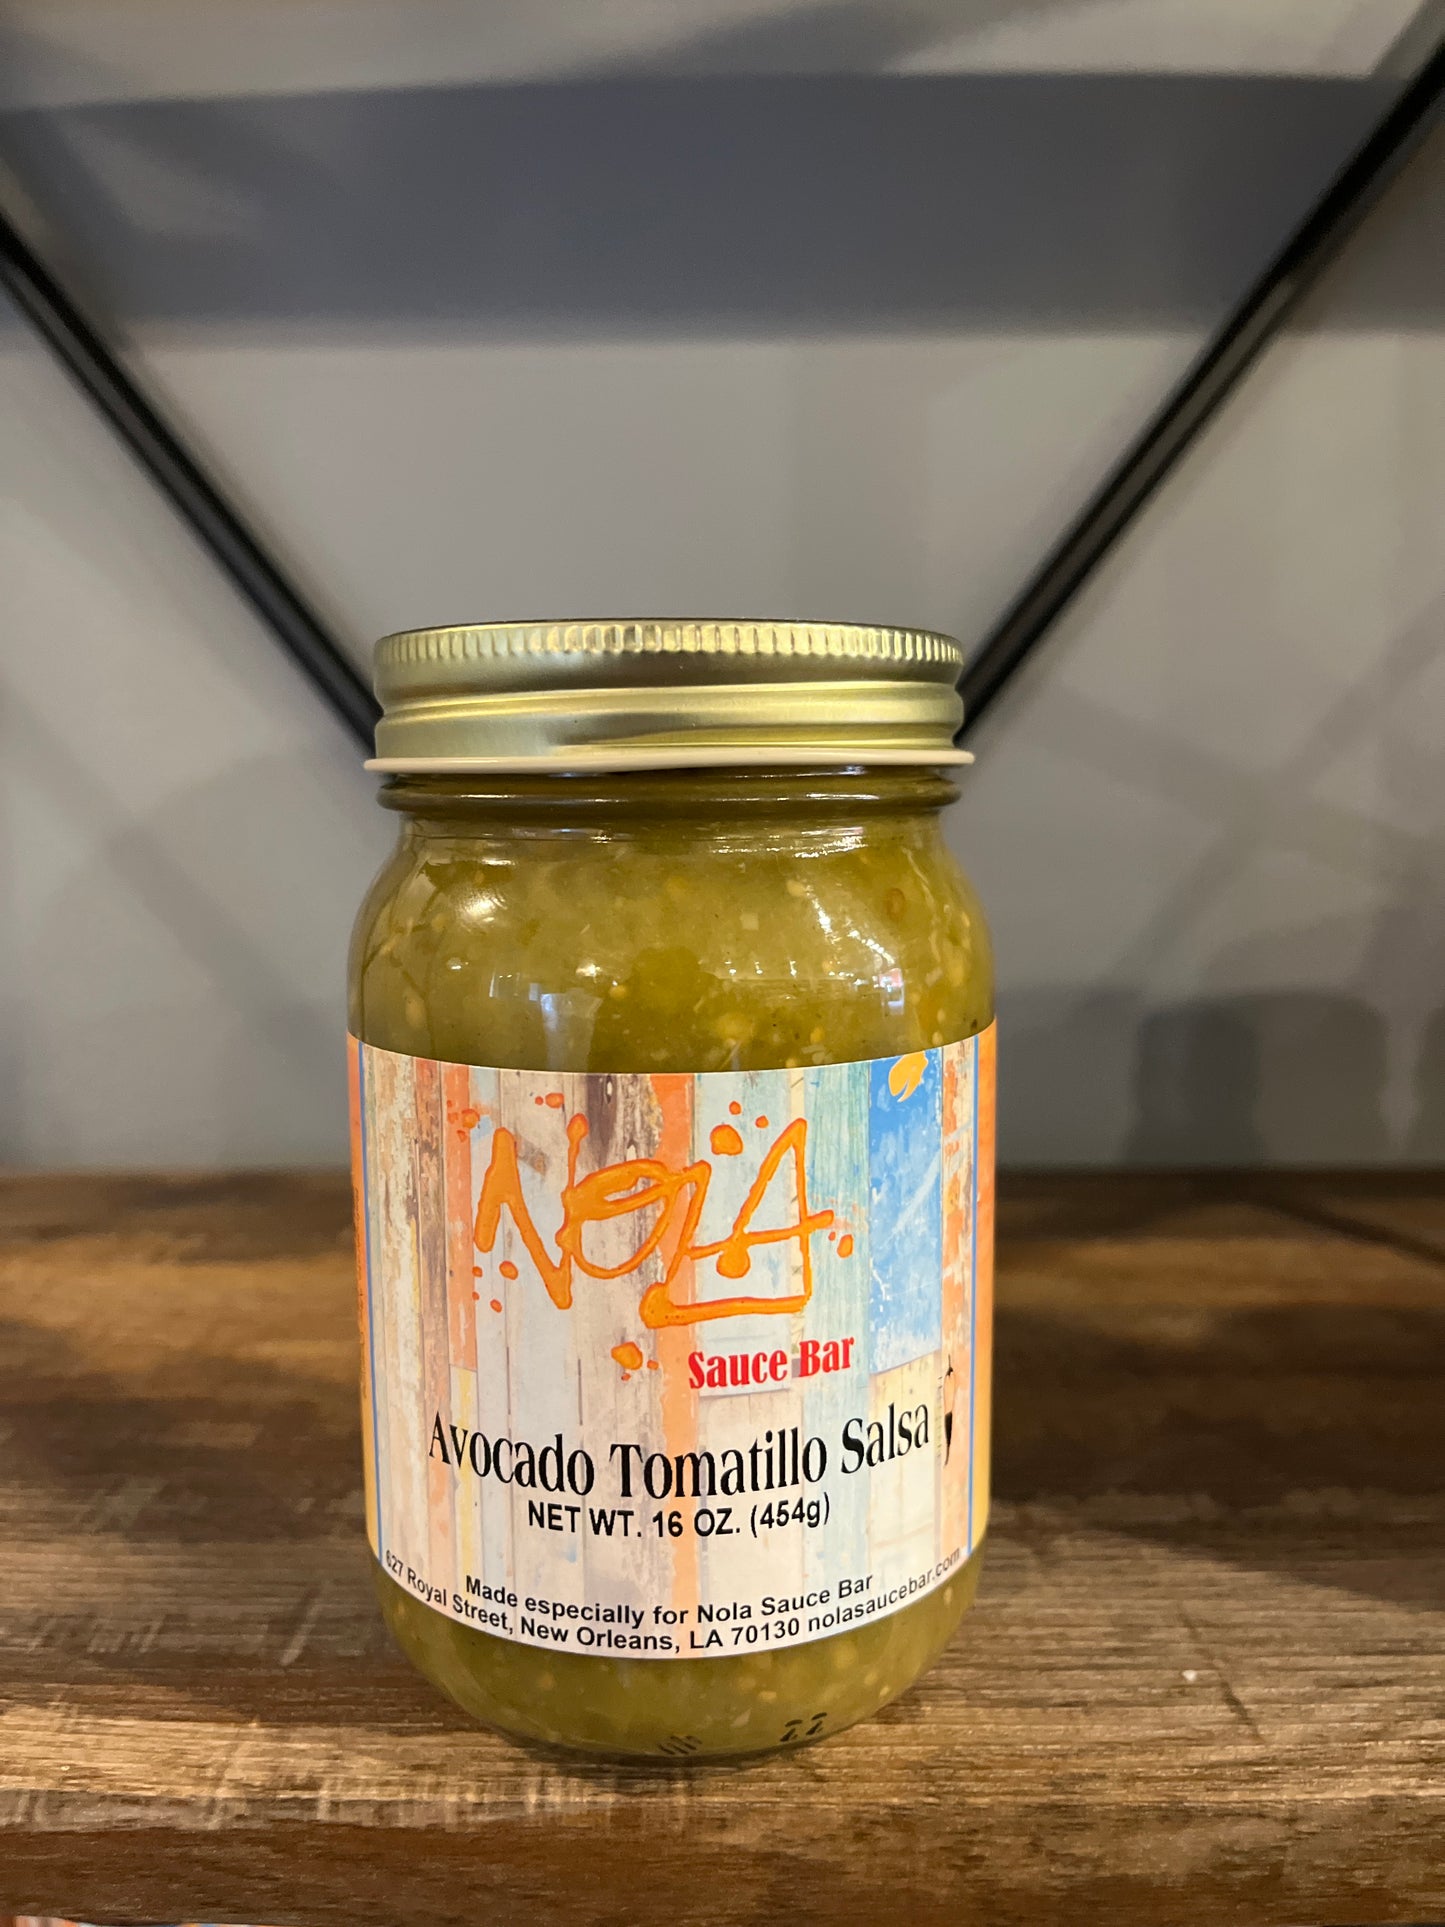 NOLA
Sauce Bar
Avocado Tomatillo Salsa
NET WT. 16 OZ. (454g)
Made especially for Nola Sauce Bar
627 Royal Street, New Orleans, LA 70130 nolasaucebar.com
22